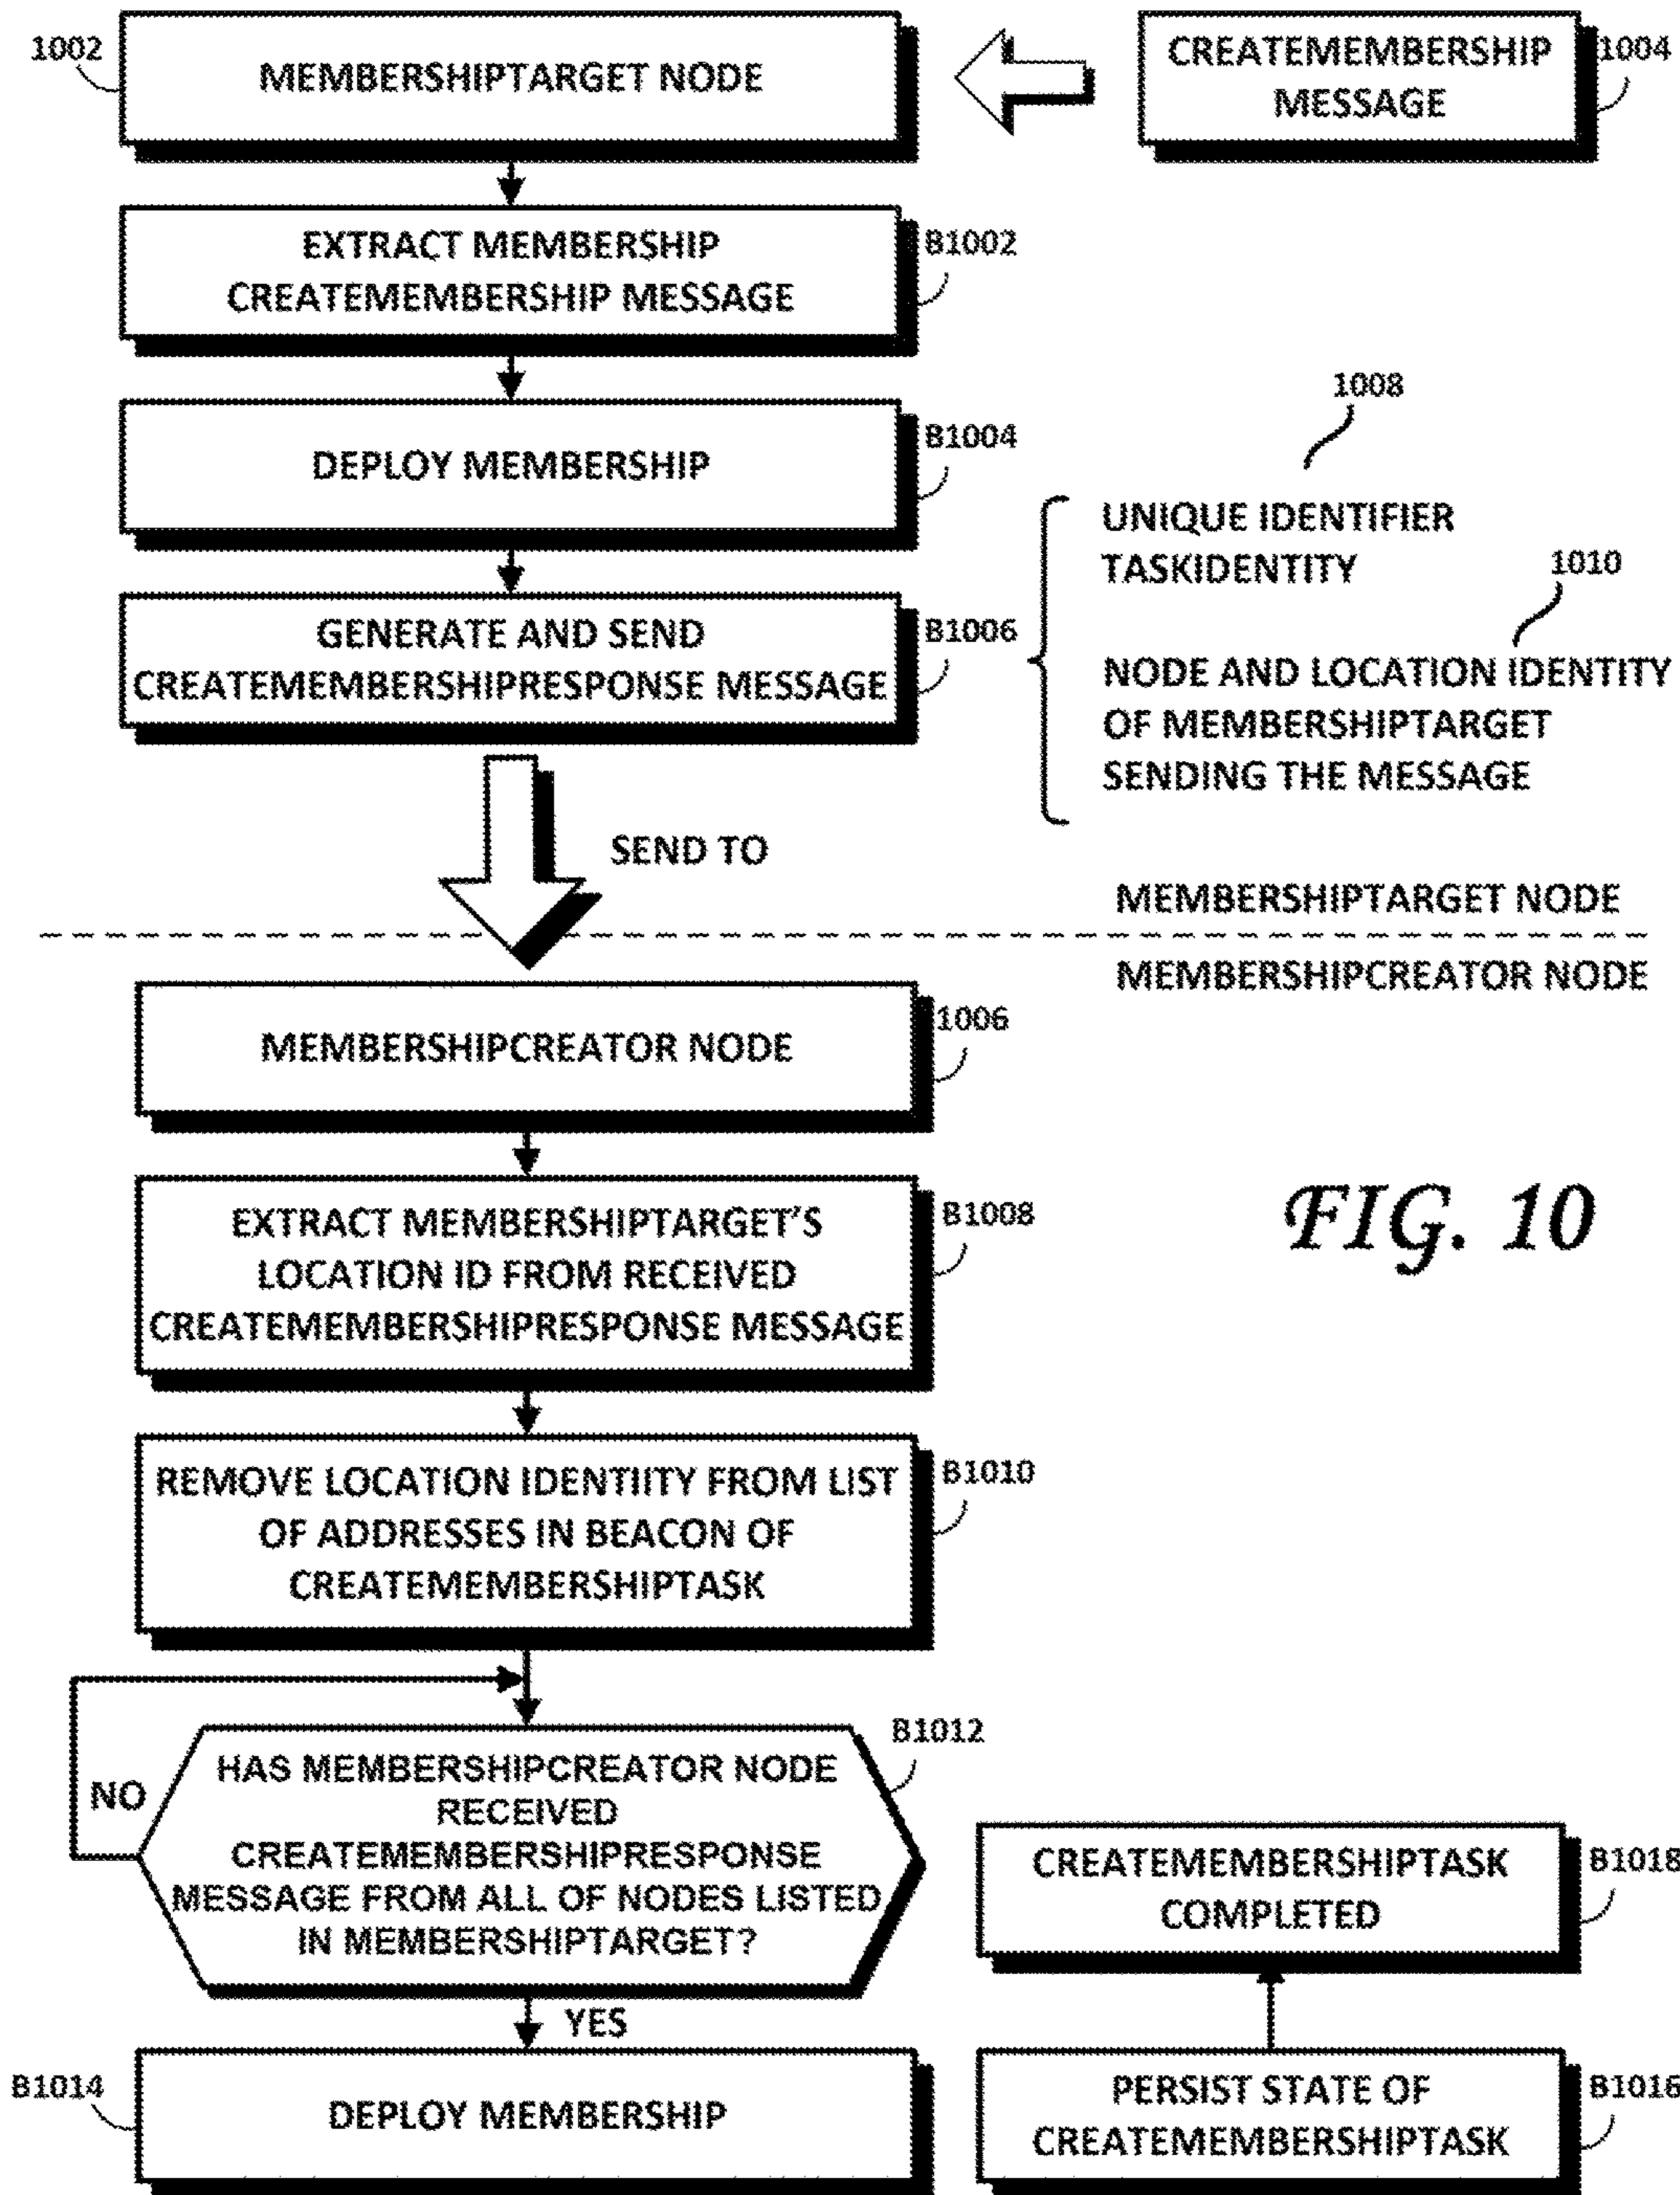 1002
MEMBERSHIPTARGET NODE
CREATEMEMBERSHIP
MESSAGE
1004
EXTRACT MEMBERSHIP
CREATEMEMBERSHIP MESSAGE
B1002
DEPLOY MEMBERSHIP
B1004
GENERATE AND SEND
CREATEMEMBERSHIPRESPONSE MESSAGE
B1006
1008
UNIQUE IDENTIFIER
TASKIDENTITY
1010
NODE AND LOCATION IDENTITY
OF MEMBERSHIPTARGET
SENDING THE MESSAGE
SEND TO
MEMBERSHIPTARGET NODE
MEMBERSHIPCREATOR NODE
MEMBERSHIPCREATOR NODE
1006
EXTRACT MEMBERSHIPTARGET'S
LOCATION ID FROM RECEIVED
CREATEMEMBERSHIPRESPONSE MESSAGE
B1008
FIG. 10
REMOVE LOCATION IDENTIITY FROM LIST
OF ADDRESSES IN BEACON OF
CREATEMEMBERSHIPTASK
B1010
HAS MEMBERSHIPCREATOR NODE
RECEIVED
CREATEMEMBERSHIPRESPONSE
MESSAGE FROM ALL OF NODES LISTED
IN MEMBERSHIPTARGET?
B1012
NO
YES
B1014
DEPLOY MEMBERSHIP
CREATEMEMBERSHIPTASK
COMPLETED
B1018
PERSIST STATE OF
CREATEMEMBERSHIPTASK
B1016